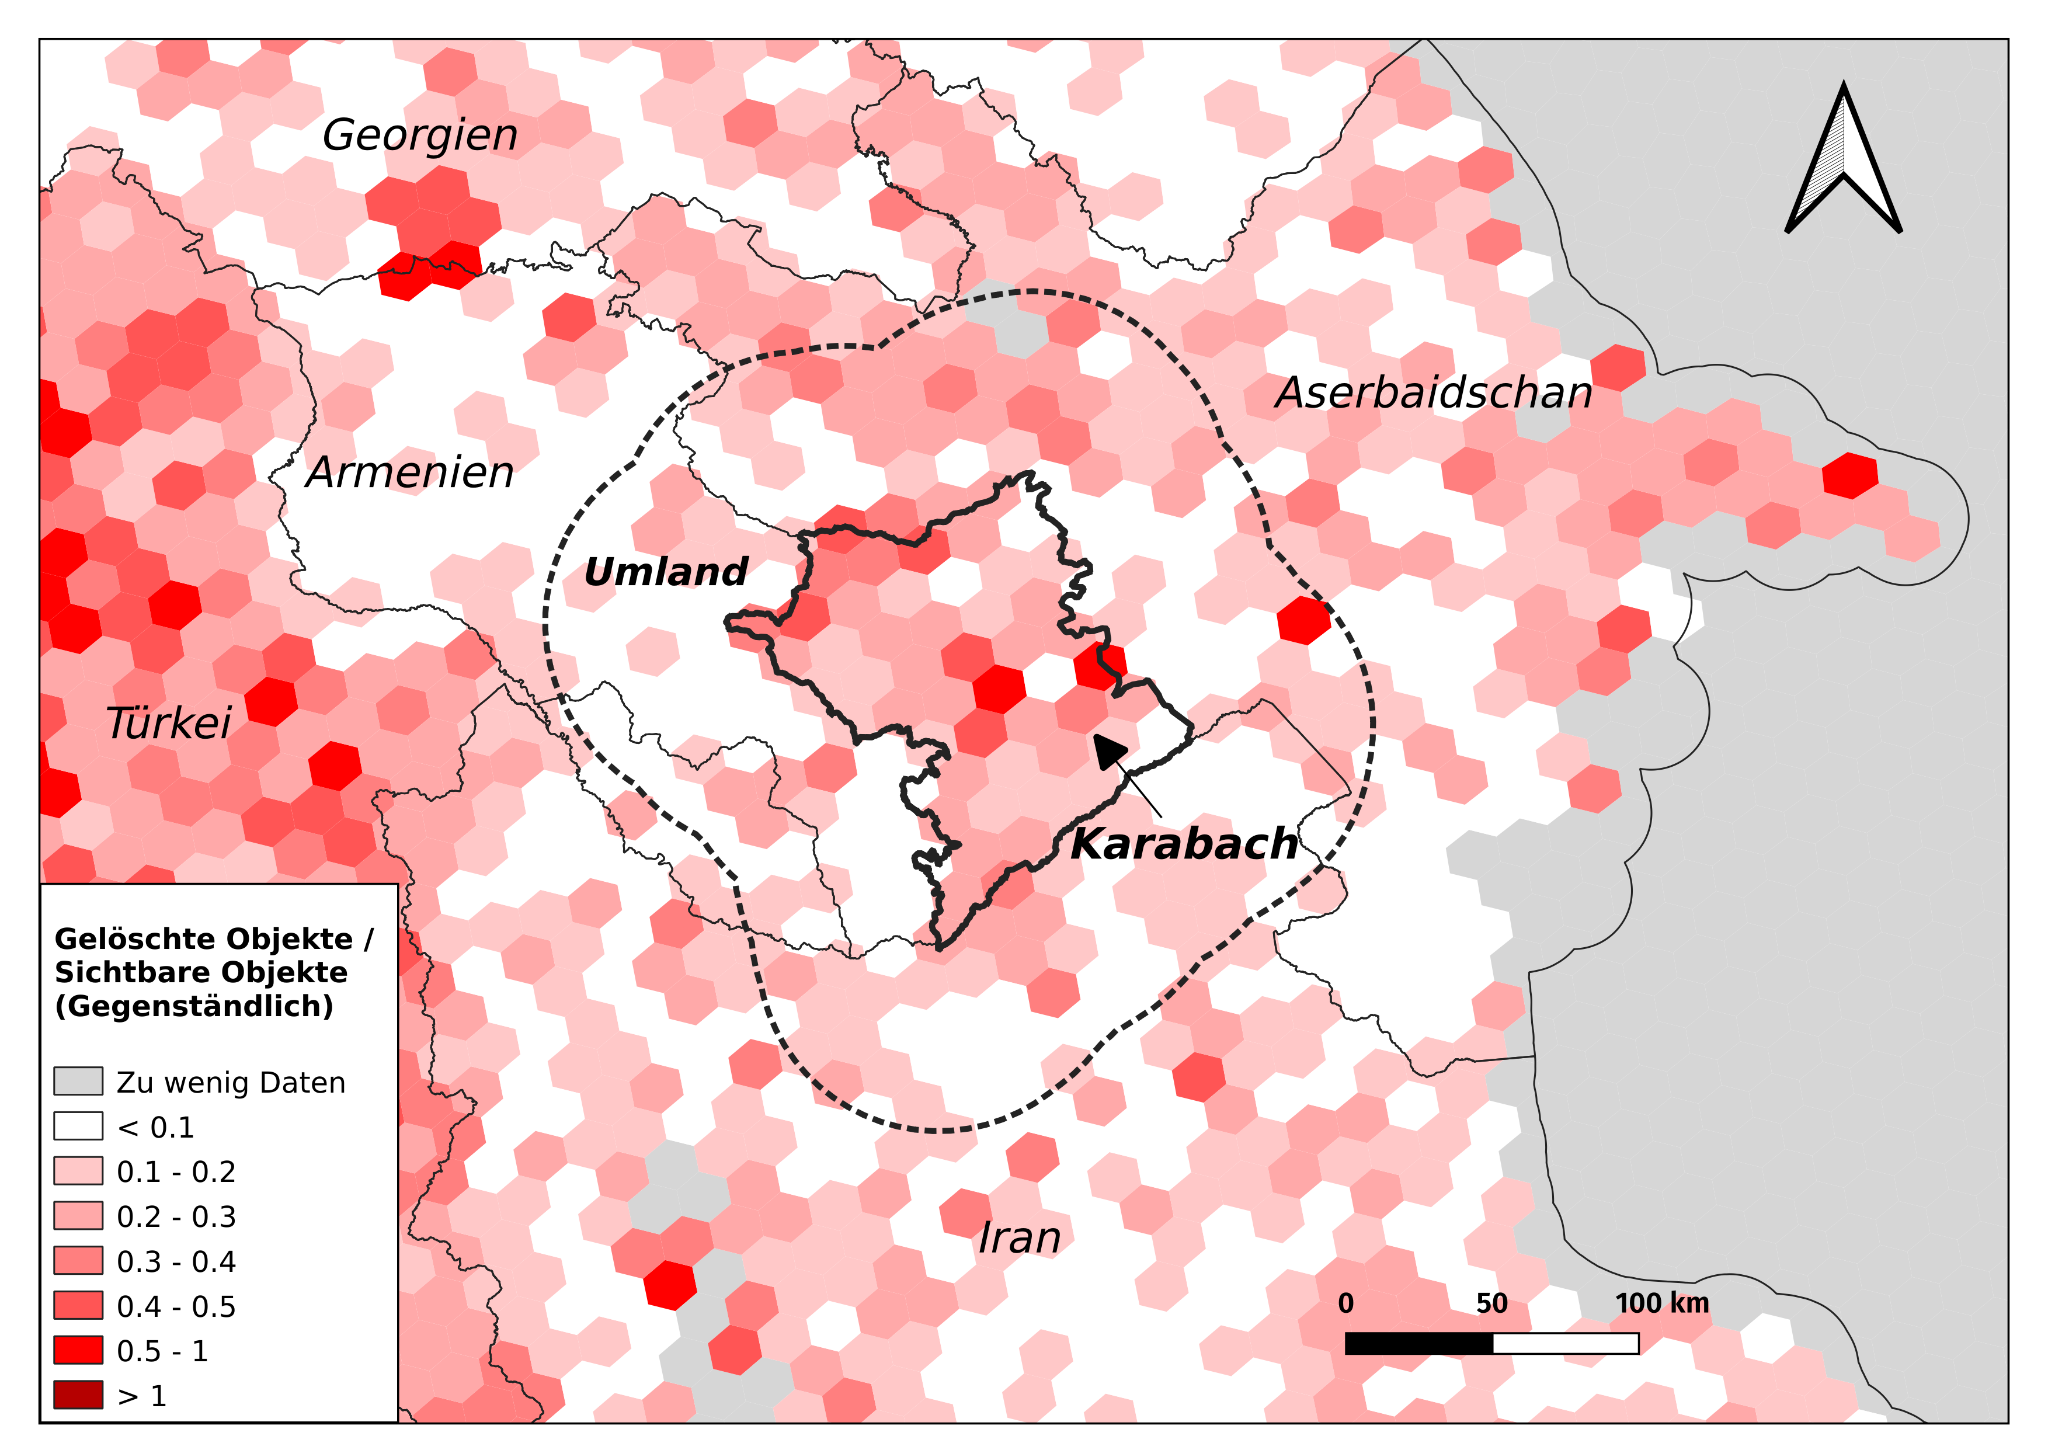 Georgien
Aserbaidschan
Armenien
Umland
Türkei
Karabach
Iran
Gelöschte Objekte /
Sichtbare Objekte
(Gegenständlich)
Zu wenig Daten
< 0.1
0.1 - 0.2
0.2 - 0.3
0.3 - 0.4
0.4 - 0.5
0.5 - 1
> 1
0 50 100 km